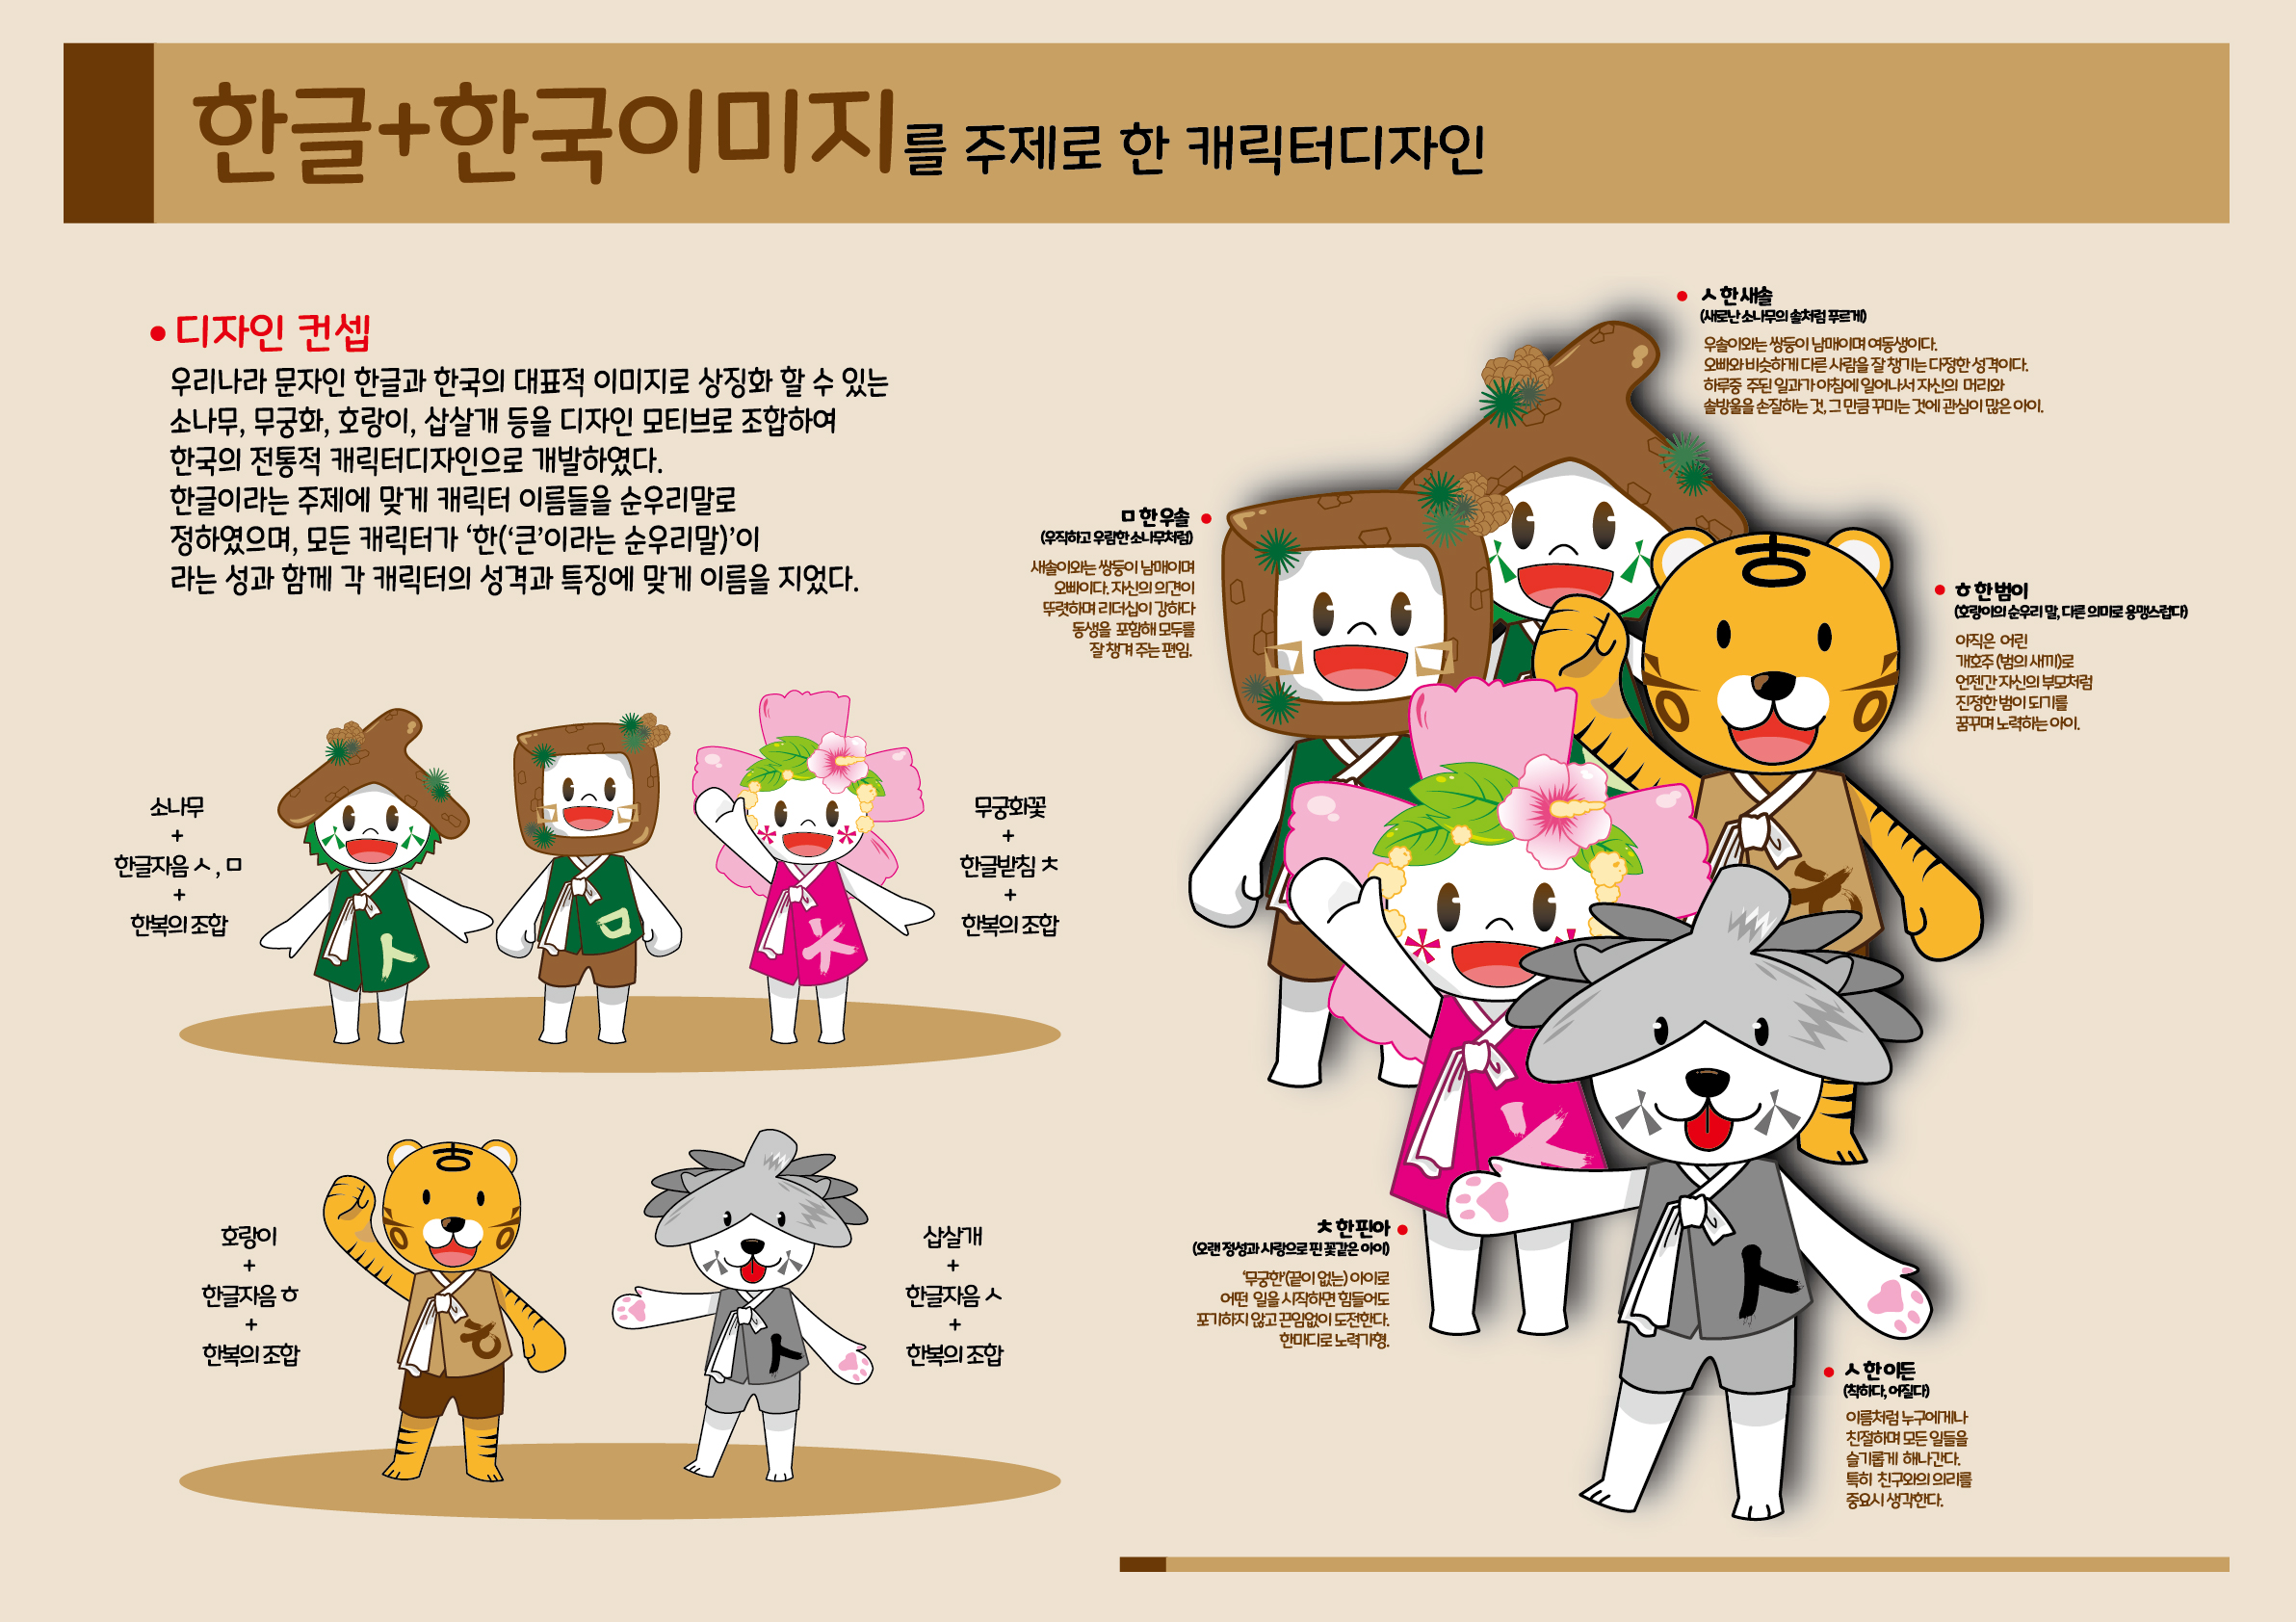 한글+한국이미지를 주제로 한 캐릭터디자인
• 디자인 컨셉
우리나라 문자인 한글과 한국의 대표적 이미지로 상징화 할 수 있는
소나무, 무궁화, 호랑이, 삽살개 등을 디자인 모티브로 조합하여
한국의 전통적 캐릭터디자인으로 개발하였다.
한글이라는 주제에 맞게 캐릭터 이름들을 순우리말로
정하였으며, 모든 캐릭터가 ‘한(‘큰’이라는 순우리말)’이
라는 성과 함께 각 캐릭터의 성격과 특징에 맞게 이름을 지었다.
소나무
+
한글자음 ㅅ, ㅁ
+
한복의 조합
ㅅ
ㅁ
ㅊ
무궁화꽃
+
한글받침 ㅊ
+
한복의 조합
호랑이
+
한글자음 ㅎ
+
한복의 조합
ㅎ
ㅎ
ㅅ
삽살개
+
한글자음 ㅅ
+
한복의 조합
• ㅅ 한새솔
(새로난 소나무의 솔처럼 푸르게)
우솔이와는 쌍둥이 남매이며 여동생이다.
오빠와 비슷하게 다른 사람을 잘 챙기는 다정한 성격이다.
하루중 주된 일과가 아침에 일어나서 자신의 머리와
솔방울을 손질하는 것, 그 만큼 꾸미는 것에 관심이 많은 아이.
ㅁ 한우솔 •
(우직하고 우람한 소나무처럼)
새솔이와는 쌍둥이 남매이며
오빠이다. 자신의 의견이
뚜렷하며 리더십이 강하다
동생을 포함해 모두를
잘 챙겨 주는 편임.
• ㅎ 한범이
(호랑이의 순우리 말, 다른 의미로 용맹스럽다)
아직은 어린
개호주 (범의 새끼)로
언젠간 자신의 부모처럼
진정한 범이 되기를
꿈꾸며 노력하는 아이.
ㅎ
ㅎ
ㅊ
ㅅ
ㅊ 한핀아 •
(오랜 정성과 사랑으로 핀 꽃같은 아이)
‘무궁한’(끝이 없는) 아이로
어떤 일을 시작하면 힘들어도
포기하지 않고 끈임없이 도전한다.
한마디로 노력가형.
• ㅅ 한이든
(착하다, 어질다)
이름처럼 누구에게나
친절하며 모든 일들을
슬기롭게 해나간다.
특히 친구와의 의리를
중요시 생각한다.